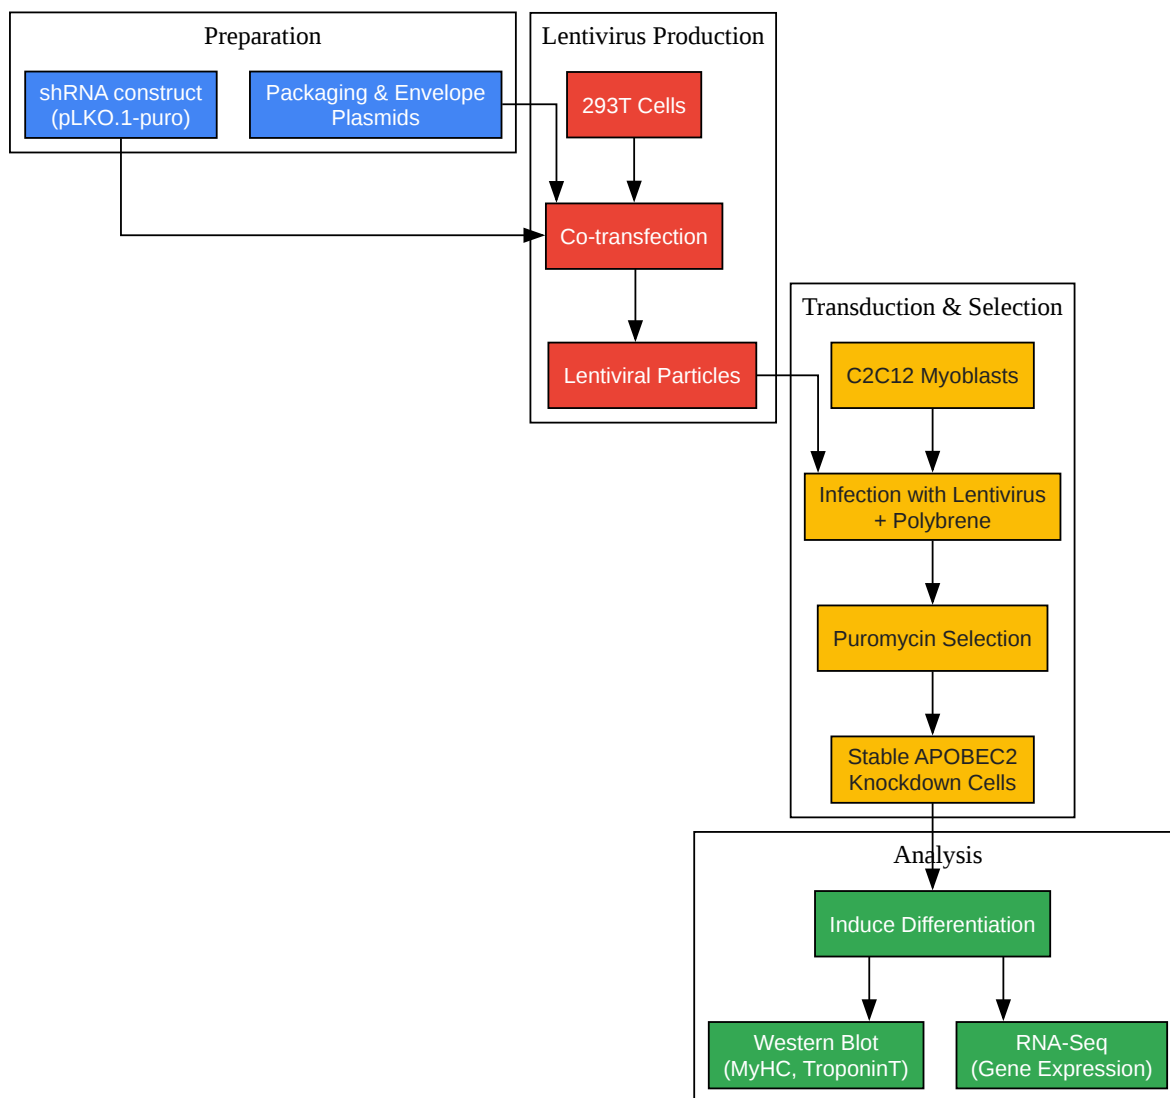 Preparation
shRNA construct
(pLKO.1-puro)
Packaging & Envelope
Plasmids
Lentivirus Production
293T Cells
Co-transfection
Lentiviral Particles
Transduction & Selection
C2C12 Myoblasts
Infection with Lentivirus
+ Polybrene
Puromycin Selection
Stable APOBEC2
Knockdown Cells
Analysis
Induce Differentiation
Western Blot
(MyHC, TroponinT)
RNA-Seq
(Gene Expression)